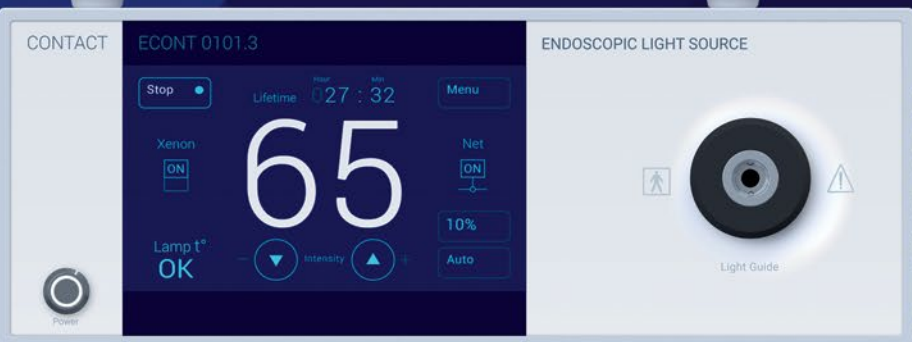 CONTACT
ECONT 0101.3
ENDOSCOPIC LIGHT SOURCE
Stop
Hour Min
Lifetime 027 : 32
Menu
Xenon
ON
65
Net
ON
10%
Lamp t°
OK
- Intensity +
Auto
Power
Light Guide